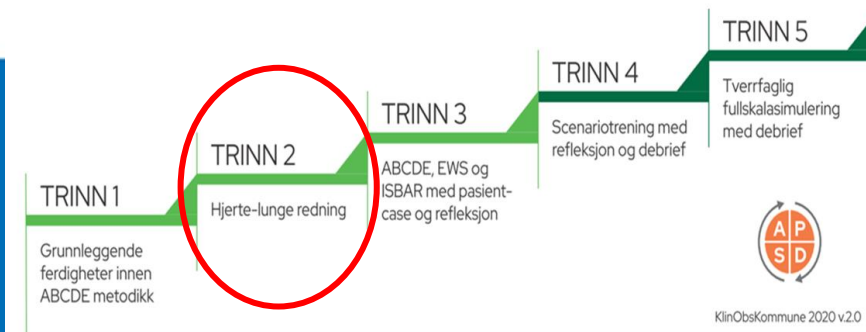 TRINN 1
Grunnleggende
ferdigheter innen
ABCDE metodikk
TRINN 2
Hjerte-lunge redning
TRINN 3
ABCDE, EWS og
ISBAR med pasient-
case og refleksjon
TRINN 4
Scenariotrening med
refleksjon og debrief
TRINN 5
Tverrfaglig
fullskalasimulering
med debrief
A P
S D
KlinObsKommune 2020 v.2.0